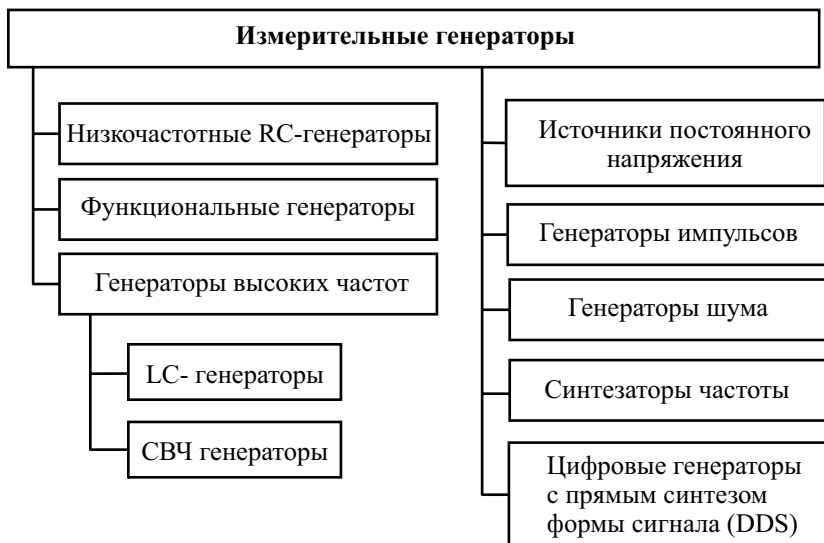 Измерительные генераторы
Низкочастотные RC-генераторы
Функциональные генераторы
Генераторы высоких частот
LC- генераторы
СВЧ генераторы
Источники постоянного
напряжения
Генераторы импульсов
Генераторы шума
Синтезаторы частоты
Цифровые генераторы
с прямым синтезом
формы сигнала (DDS)